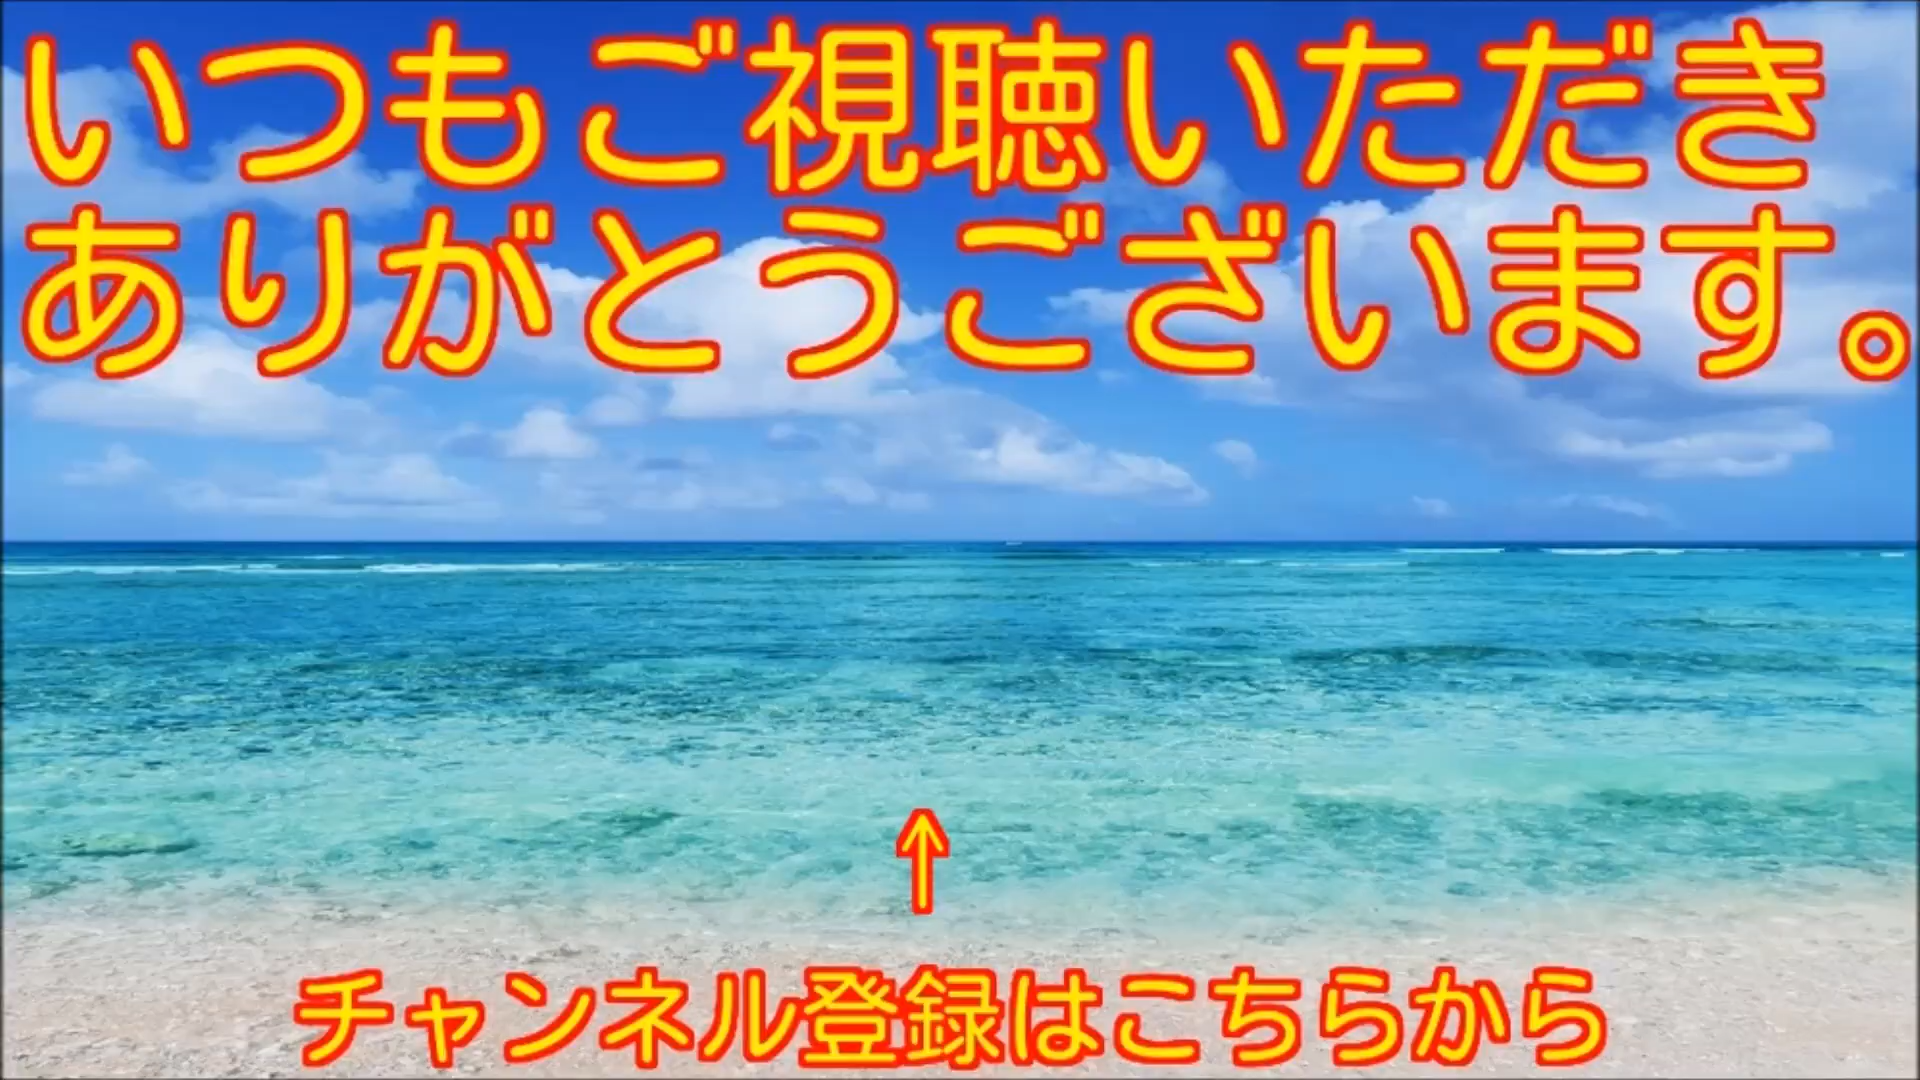 いつもご視聴いただき
ありがとうございます。
↑
チャンネル登録はこちらから